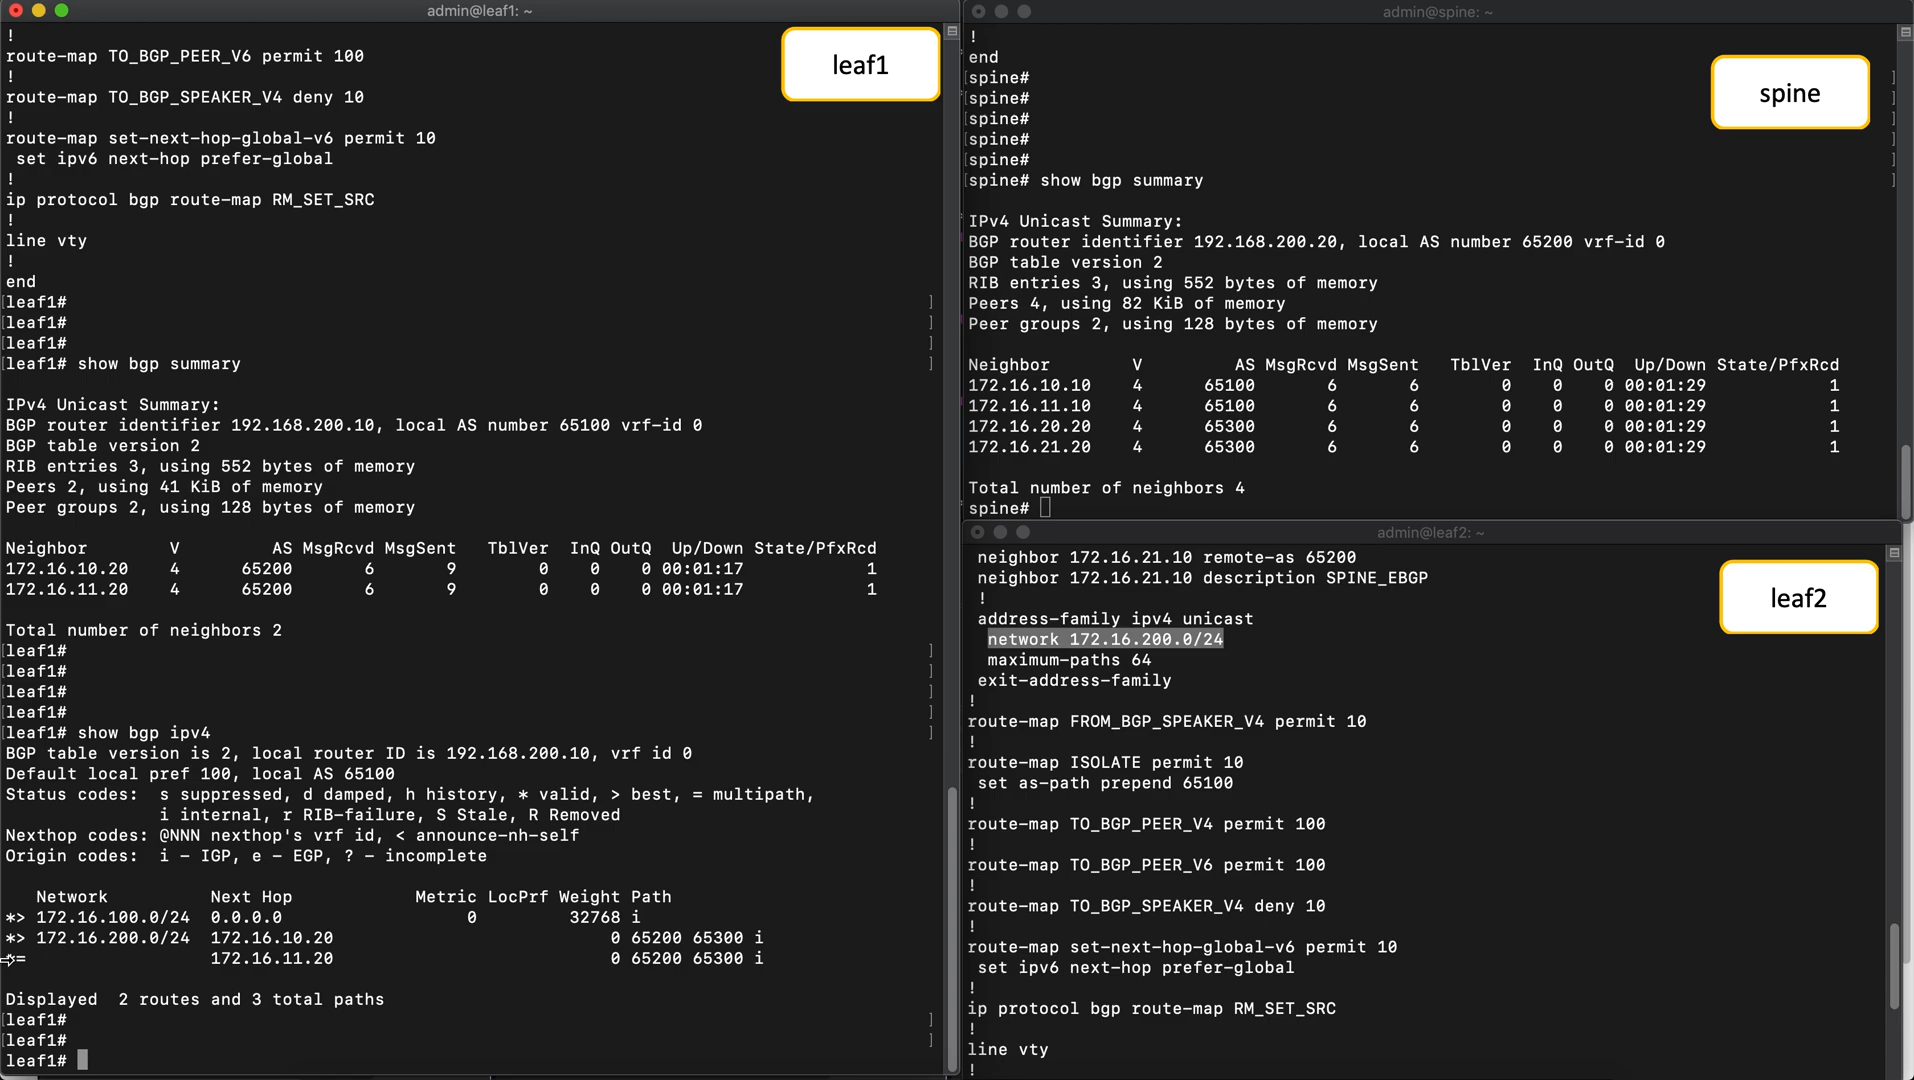 admin@leaf1: ~
!
route-map TO_BGP_PEER_V6 permit 100
!
route-map TO_BGP_SPEAKER_V4 deny 10
!
route-map set-next-hop-global-v6 permit 10
 set ipv6 next-hop prefer-global
!
ip protocol bgp route-map RM_SET_SRC
!
line vty
!
end
[leaf1# ]
[leaf1# ]
[leaf1# ]
[leaf1# show bgp summary ]
IPv4 Unicast Summary:
BGP router identifier 192.168.200.10, local AS number 65100 vrf-id 0
BGP table version 2
RIB entries 3, using 552 bytes of memory
Peers 2, using 41 KiB of memory
Peer groups 2, using 128 bytes of memory
Neighbor V AS MsgRcvd MsgSent TblVer InQ OutQ Up/Down State/PfxRcd
172.16.10.20 4 65200 6 9 0 0 0 00:01:17 1
172.16.11.20 4 65200 6 9 0 0 0 00:01:17 1
Total number of neighbors 2
[leaf1# ]
[leaf1# ]
[leaf1# ]
[leaf1# ]
[leaf1# show bgp ipv4 ]
BGP table version is 2, local router ID is 192.168.200.10, vrf id 0
Default local pref 100, local AS 65100
Status codes:  s suppressed, d damped, h history, * valid, > best, = multipath,
               i internal, r RIB-failure, S Stale, R Removed
Nexthop codes: @NNN nexthop's vrf id, < announce-nh-self
Origin codes:  i - IGP, e - EGP, ? - incomplete
   Network          Next Hop            Metric LocPrf Weight Path
*> 172.16.100.0/24  0.0.0.0                  0         32768 i
*> 172.16.200.0/24  172.16.10.20                           0 65200 65300 i
=                  172.16.11.20                           0 65200 65300 i
Displayed  2 routes and 3 total paths
[leaf1# ]
[leaf1# ]
leaf1#
leaf1
admin@spine: ~
!
end
[spine# ]
[spine# ]
[spine# ]
[spine# ]
[spine# ]
[spine# show bgp summary ]
IPv4 Unicast Summary:
BGP router identifier 192.168.200.20, local AS number 65200 vrf-id 0
BGP table version 2
RIB entries 3, using 552 bytes of memory
Peers 4, using 82 KiB of memory
Peer groups 2, using 128 bytes of memory
Neighbor V AS MsgRcvd MsgSent TblVer InQ OutQ Up/Down State/PfxRcd
172.16.10.10 4 65100 6 6 0 0 0 00:01:29 1
172.16.11.10 4 65100 6 6 0 0 0 00:01:29 1
172.16.20.20 4 65300 6 6 0 0 0 00:01:29 1
172.16.21.20 4 65300 6 6 0 0 0 00:01:29 1
Total number of neighbors 4
spine#
spine
admin@leaf2: ~
 neighbor 172.16.21.10 remote-as 65200
 neighbor 172.16.21.10 description SPINE_EBGP
 !
 address-family ipv4 unicast
  network 172.16.200.0/24
  maximum-paths 64
 exit-address-family
!
route-map FROM_BGP_SPEAKER_V4 permit 10
!
route-map ISOLATE permit 10
 set as-path prepend 65100
!
route-map TO_BGP_PEER_V4 permit 100
!
route-map TO_BGP_PEER_V6 permit 100
!
route-map TO_BGP_SPEAKER_V4 deny 10
!
route-map set-next-hop-global-v6 permit 10
 set ipv6 next-hop prefer-global
!
ip protocol bgp route-map RM_SET_SRC
!
line vty
!
leaf2